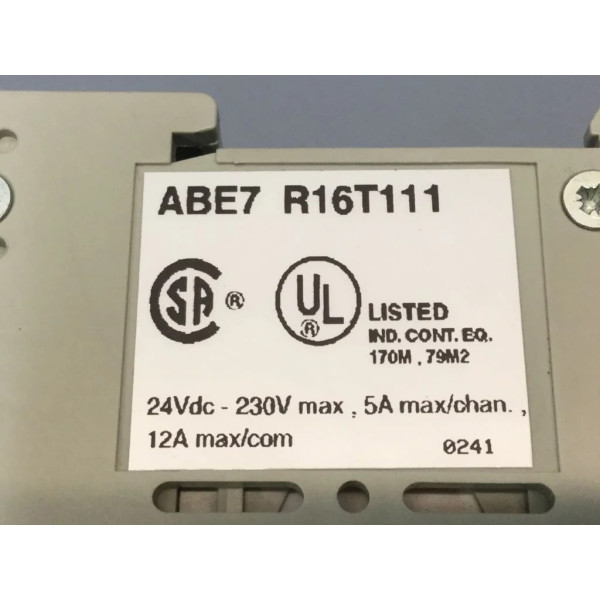 ABE7 R16T111
CSA ® UL ® LISTED
IND. CONT. EQ.
170M , 79M2
24Vdc - 230V max , 5A max/chan. ,
12A max/com 0241